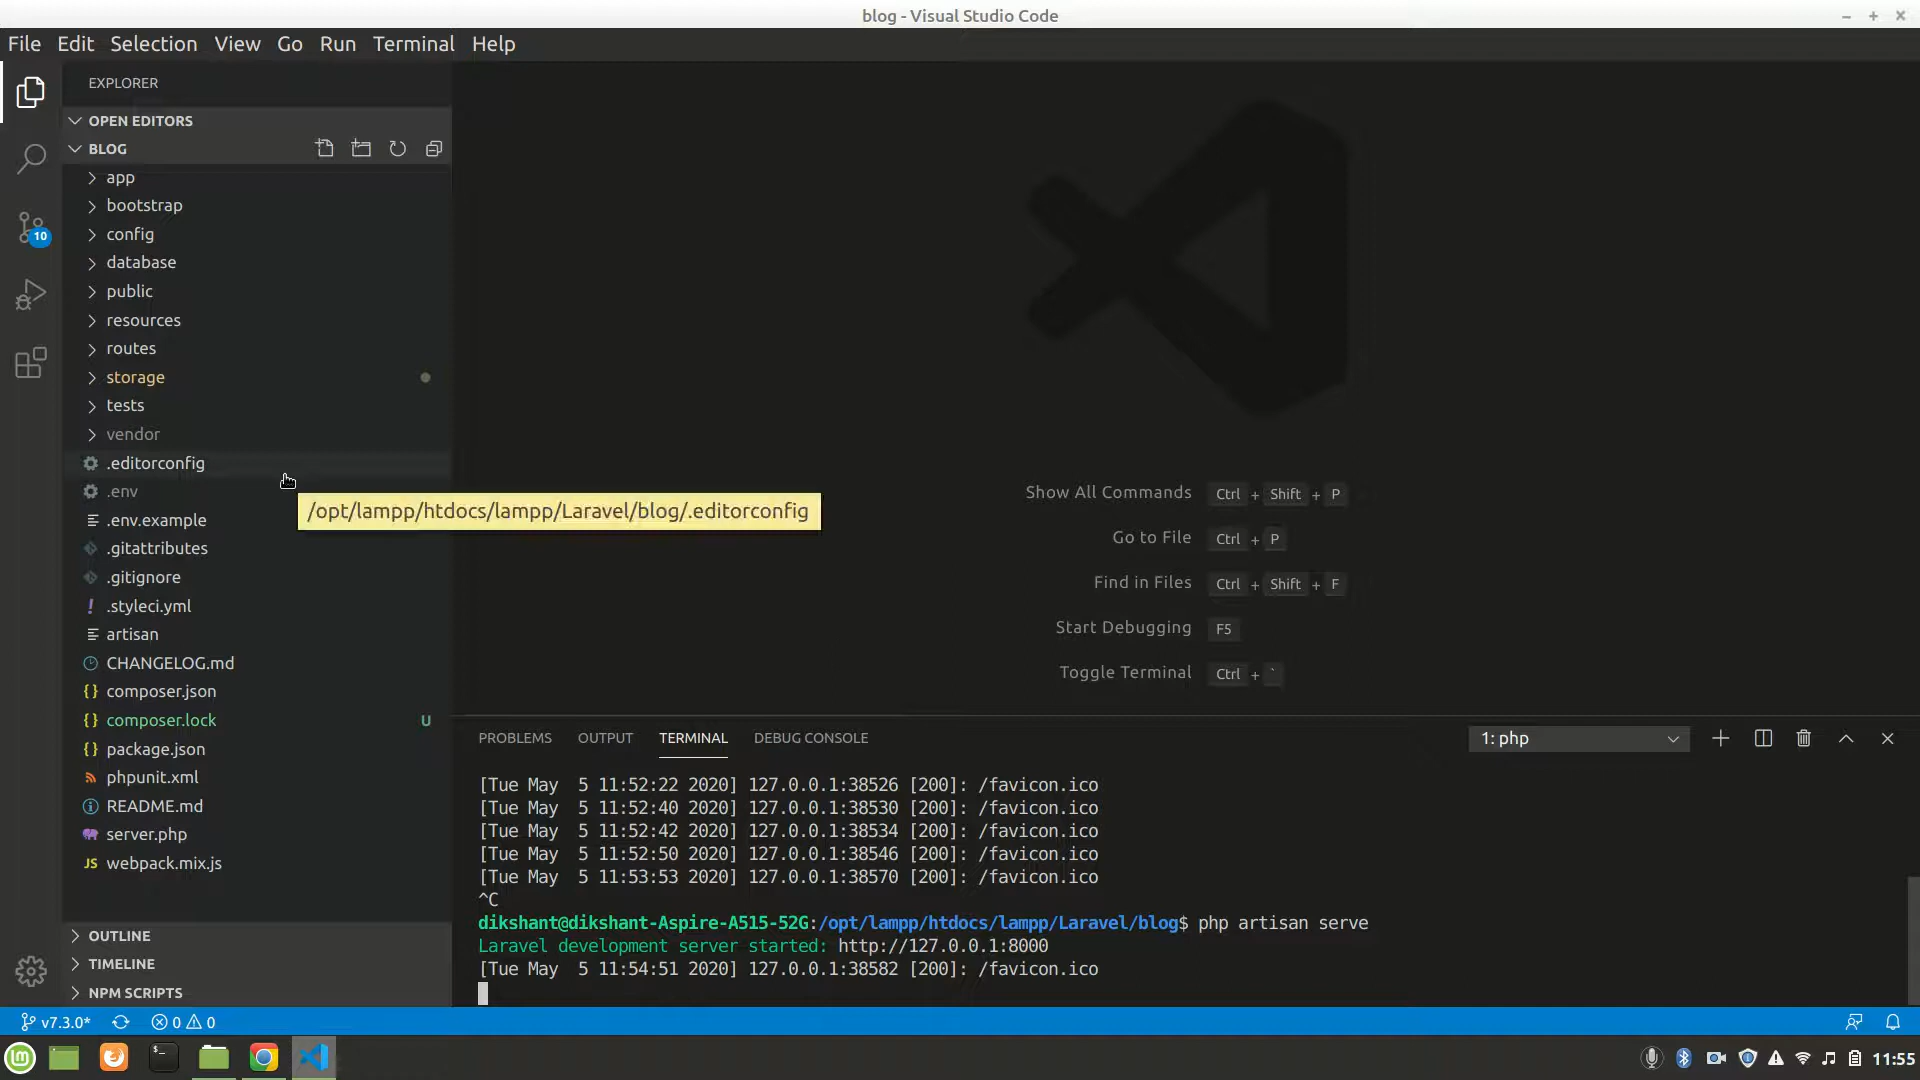 blog - Visual Studio Code
File Edit Selection View Go Run Terminal Help
EXPLORER
OPEN EDITORS
BLOG
app
bootstrap
config
database
public
resources
routes
storage
tests
vendor
.editorconfig
.env
.env.example
.gitattributes
.gitignore
.styleci.yml
artisan
CHANGELOG.md
composer.json
composer.lock U
package.json
phpunit.xml
README.md
server.php
JS webpack.mix.js
OUTLINE
TIMELINE
NPM SCRIPTS
10
/opt/lampp/htdocs/lampp/Laravel/blog/.editorconfig
Show All Commands Ctrl + Shift + P
Go to File Ctrl + P
Find in Files Ctrl + Shift + F
Start Debugging F5
Toggle Terminal Ctrl + `
PROBLEMS OUTPUT TERMINAL DEBUG CONSOLE 1: php
[Tue May  5 11:52:22 2020] 127.0.0.1:38526 [200]: /favicon.ico
[Tue May  5 11:52:40 2020] 127.0.0.1:38530 [200]: /favicon.ico
[Tue May  5 11:52:42 2020] 127.0.0.1:38534 [200]: /favicon.ico
[Tue May  5 11:52:50 2020] 127.0.0.1:38546 [200]: /favicon.ico
[Tue May  5 11:53:53 2020] 127.0.0.1:38570 [200]: /favicon.ico
^C
dikshant@dikshant-Aspire-A515-52G:/opt/lampp/htdocs/lampp/Laravel/blog$ php artisan serve
Laravel development server started: http://127.0.0.1:8000
[Tue May  5 11:54:51 2020] 127.0.0.1:38582 [200]: /favicon.ico
v7.3.0* 0 0
11:55